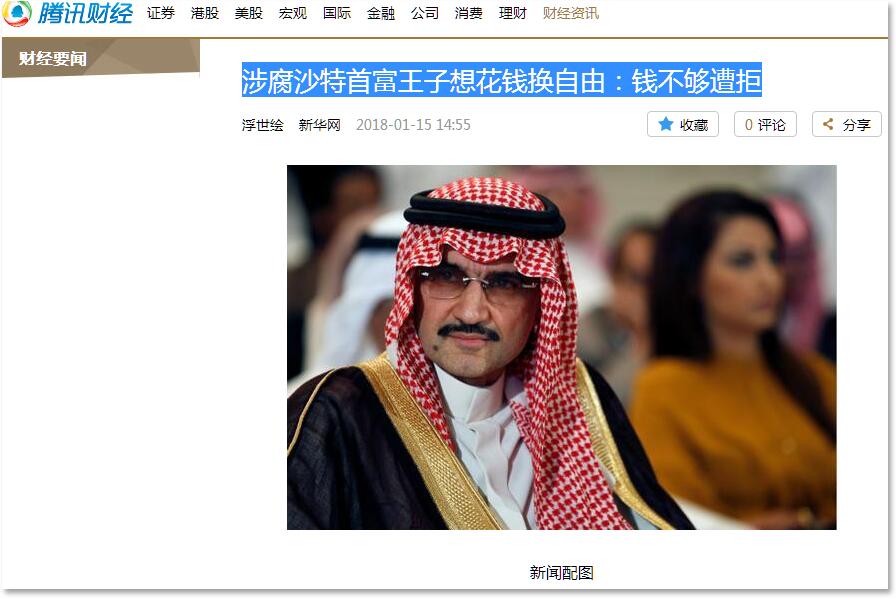 腾讯财经 证券 港股 美股 宏观 国际 金融 公司 消费 理财 财经资讯
财经要闻
涉腐沙特首富王子想花钱换自由：钱不够遭拒
浮世绘 新华网 2018-01-15 14:55 收藏 0 评论 分享
新闻配图